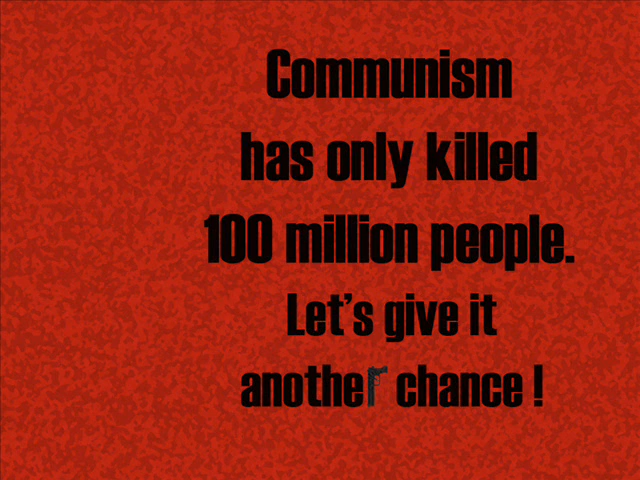 Communism
has only killed
100 million people.
Let's give it
another chance !